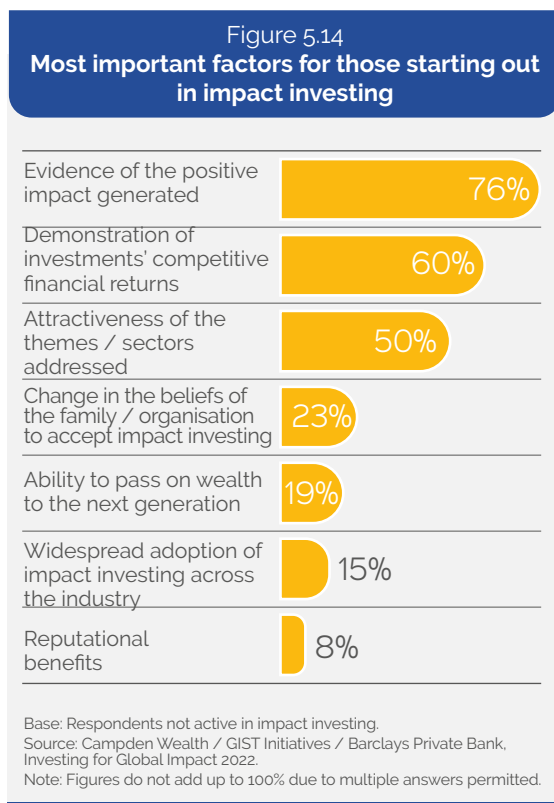 Figure 5.14
Most important factors for those starting out
in impact investing
Evidence of the positive
impact generated
76%
Demonstration of
investments’ competitive
financial returns
60%
Attractiveness of the
themes / sectors
addressed
50%
Change in the beliefs of
the family / organisation
to accept impact investing
23%
Ability to pass on wealth
to the next generation
19%
Widespread adoption of
impact investing across
the industry
15%
Reputational
benefits
8%
Base: Respondents not active in impact investing.
Source: Campden Wealth / GIST Initiatives / Barclays Private Bank,
Investing for Global Impact 2022.
Note: Figures do not add up to 100% due to multiple answers permitted.